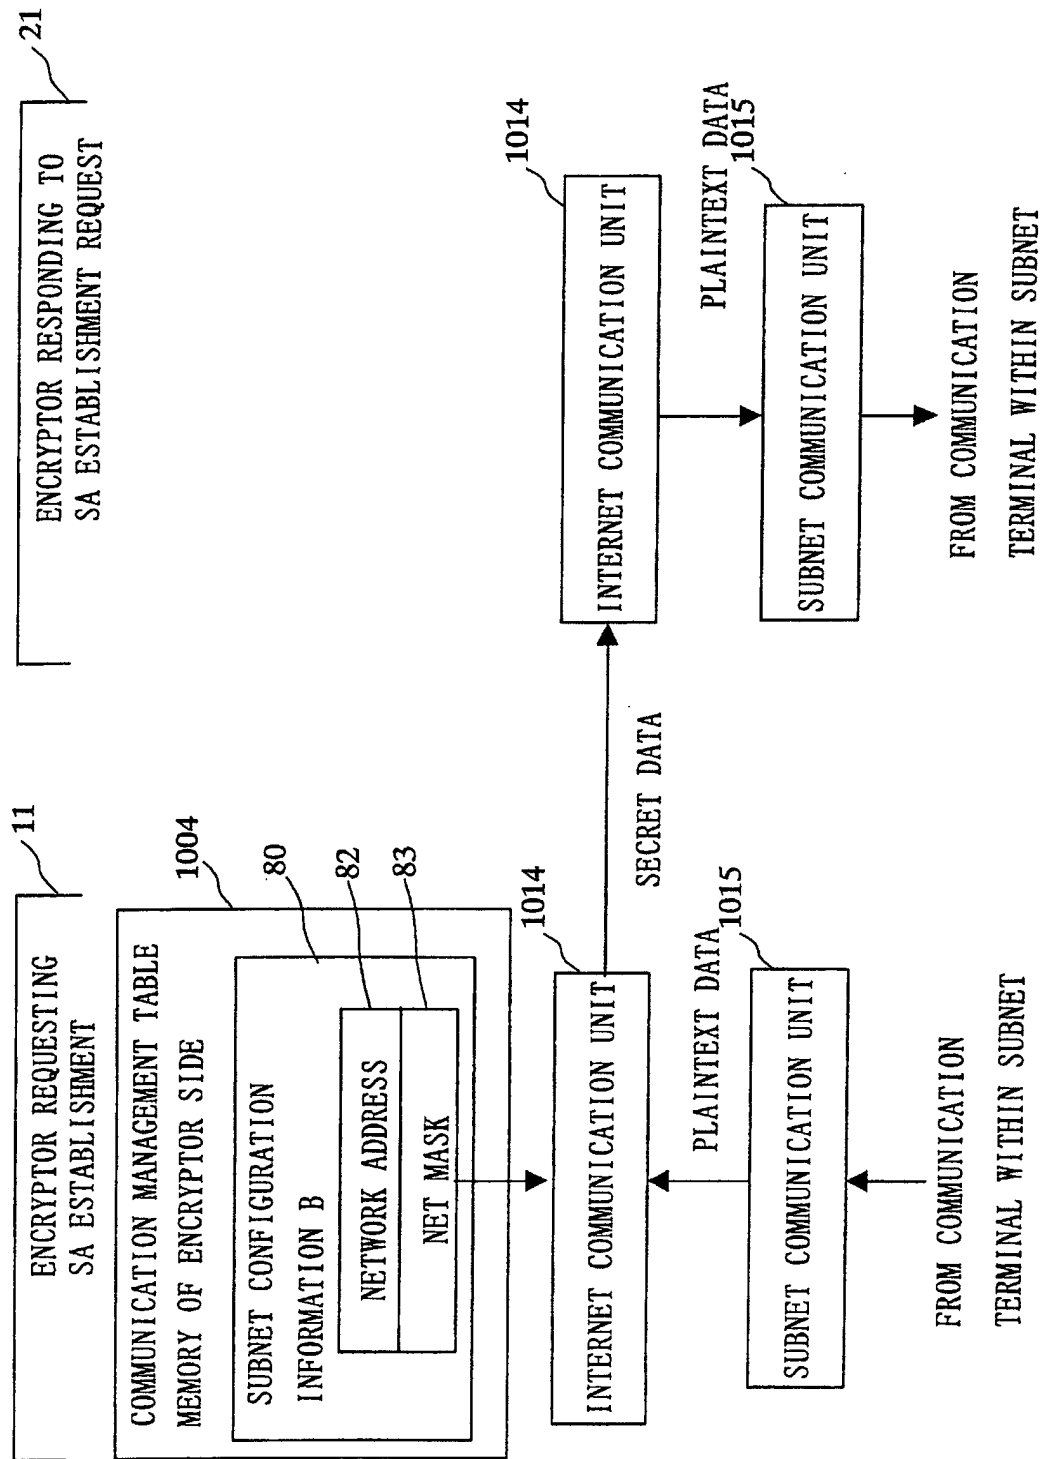 ENCRYPTOR REQUESTING
SA ESTABLISHMENT
11
COMMUNICATION MANAGEMENT TABLE
MEMORY OF ENCRYPTOR SIDE
1004
SUBNET CONFIGURATION
INFORMATION B
80
NETWORK ADDRESS
82
NET MASK
83
INTERNET COMMUNICATION UNIT
1014
PLAINTEXT DATA
SUBNET COMMUNICATION UNIT
1015
FROM COMMUNICATION
TERMINAL WITHIN SUBNET
SECRET DATA
ENCRYPTOR RESPONDING TO
SA ESTABLISHMENT REQUEST
21
INTERNET COMMUNICATION UNIT
1014
PLAINTEXT DATA
SUBNET COMMUNICATION UNIT
1015
FROM COMMUNICATION
TERMINAL WITHIN SUBNET